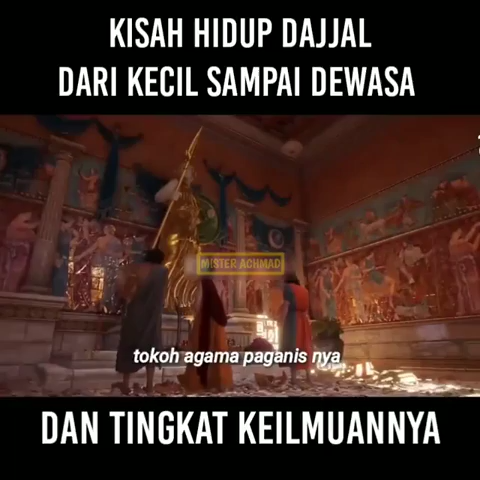 KISAH HIDUP DAJJAL
DARI KECIL SAMPAI DEWASA
MISTER ACHMAD
tokoh agama paganis nya
DAN TINGKAT KEILMUANNYA